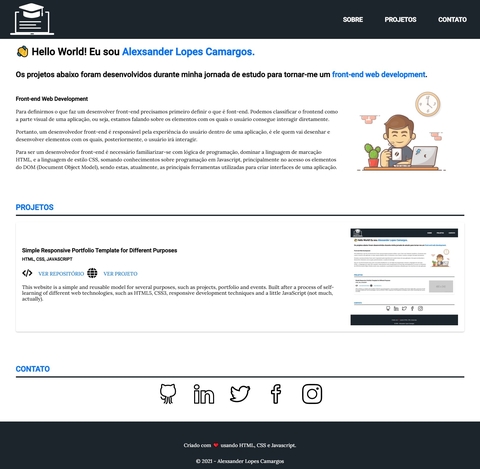 SOBRE PROJETOS CONTATO
👋 Hello World! Eu sou Alexsander Lopes Camargos.
Os projetos abaixo foram desenvolvidos durante minha jornada de estudo para tornar-me um front-end web development.
Front-end Web Development
Para definirmos o que faz um desenvolver front-end precisamos primeiro definir o que é font-end. Podemos classificar o frontend como
a parte visual de uma aplicação, ou seja, estamos falando sobre os elementos com os quais o usuário consegue interagir diretamente.
Portanto, um desenvolvedor front-end é responsável pela experiência do usuário dentro de uma aplicação, é ele quem vai desenhar e
desenvolver elementos com os quais, posteriormente, o usuário irá interagir.
Para ser um desenvolvedor front-end é necessário familiarizar-se com lógica de programação, dominar a linguagem de marcação
HTML, e a linguagem de estilo CSS, somando conhecimentos sobre programação em Javascript, principalmente no acesso os elementos
do DOM (Document Object Model), sendo estas, atualmente, as principais ferramentas utilizadas para criar interfaces de uma aplicação.
PROJETOS
Simple Responsive Portfolio Template for Different Purposes
HTML, CSS, JAVASCRIPT
VER REPOSITÓRIO VER PROJETO
This website is a simple and reusable model for several purposes, such as projects, portfolio and events. Built after a process of self-
learning of different web technologies, such as HTML5, CSS3, responsive development techniques and a little JavaScript (not much,
actually).
CONTATO
Criado com ❤ usando HTML, CSS e Javascript.
© 2021 - Alexsander Lopes Camargos